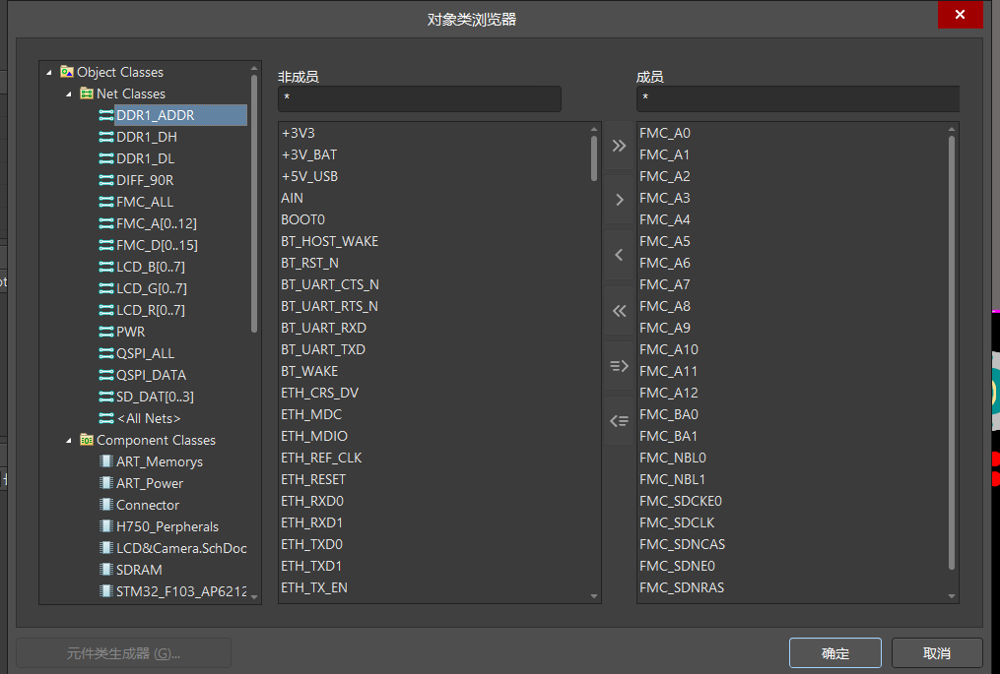 对象类浏览器
Object Classes
Net Classes
DDR1_ADDR
DDR1_DH
DDR1_DL
DIFF_90R
FMC_ALL
FMC_A[0..12]
FMC_D[0..15]
LCD_B[0..7]
LCD_G[0..7]
LCD_R[0..7]
PWR
QSPI_ALL
QSPI_DATA
SD_DAT[0..3]
<All Nets>
Component Classes
ART_Memorys
ART_Power
Connector
H750_Perpherals
LCD&Camera.SchDoc
SDRAM
STM32_F103_AP6212
非成员
*
+3V3
+3V_BAT
+5V_USB
AIN
BOOT0
BT_HOST_WAKE
BT_RST_N
BT_UART_CTS_N
BT_UART_RTS_N
BT_UART_RXD
BT_UART_TXD
BT_WAKE
ETH_CRS_DV
ETH_MDC
ETH_MDIO
ETH_REF_CLK
ETH_RESET
ETH_RXD0
ETH_RXD1
ETH_TXD0
ETH_TXD1
ETH_TX_EN
成员
*
FMC_A0
FMC_A1
FMC_A2
FMC_A3
FMC_A4
FMC_A5
FMC_A6
FMC_A7
FMC_A8
FMC_A9
FMC_A10
FMC_A11
FMC_A12
FMC_BA0
FMC_BA1
FMC_NBL0
FMC_NBL1
FMC_SDCKE0
FMC_SDCLK
FMC_SDNCAS
FMC_SDNE0
FMC_SDNRAS
元件类生成器 (G)...
确定
取消